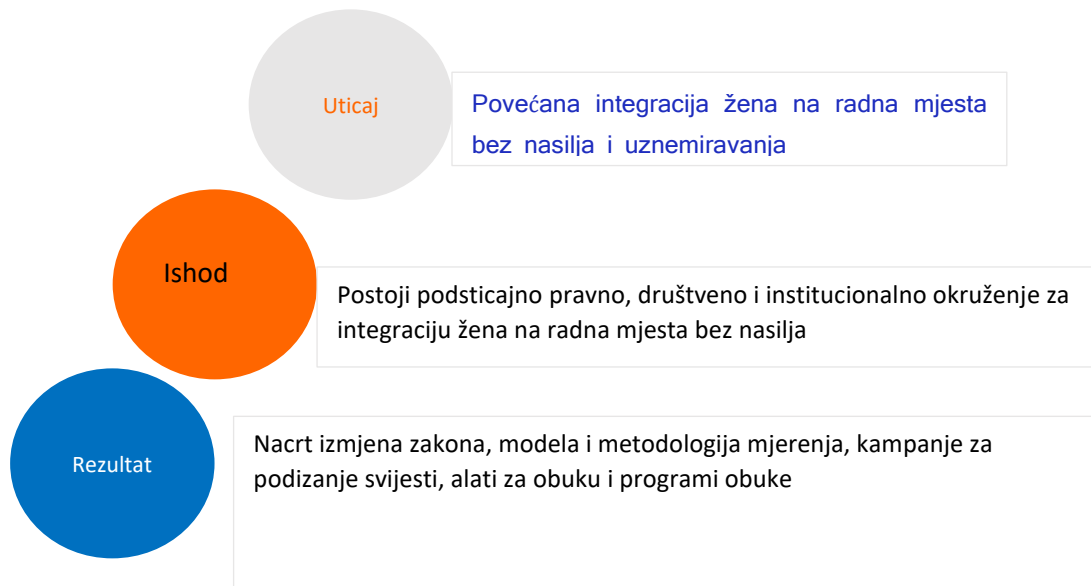 Uticaj
Povećana integracija žena na radna mjesta
bez nasilja i uznemiravanja
Ishod
Postoji podsticajno pravno, društveno i institucionalno okruženje za
integraciju žena na radna mjesta bez nasilja
Rezultat
Nacrt izmjena zakona, modela i metodologija mjerenja, kampanje za
podizanje svijesti, alati za obuku i programi obuke